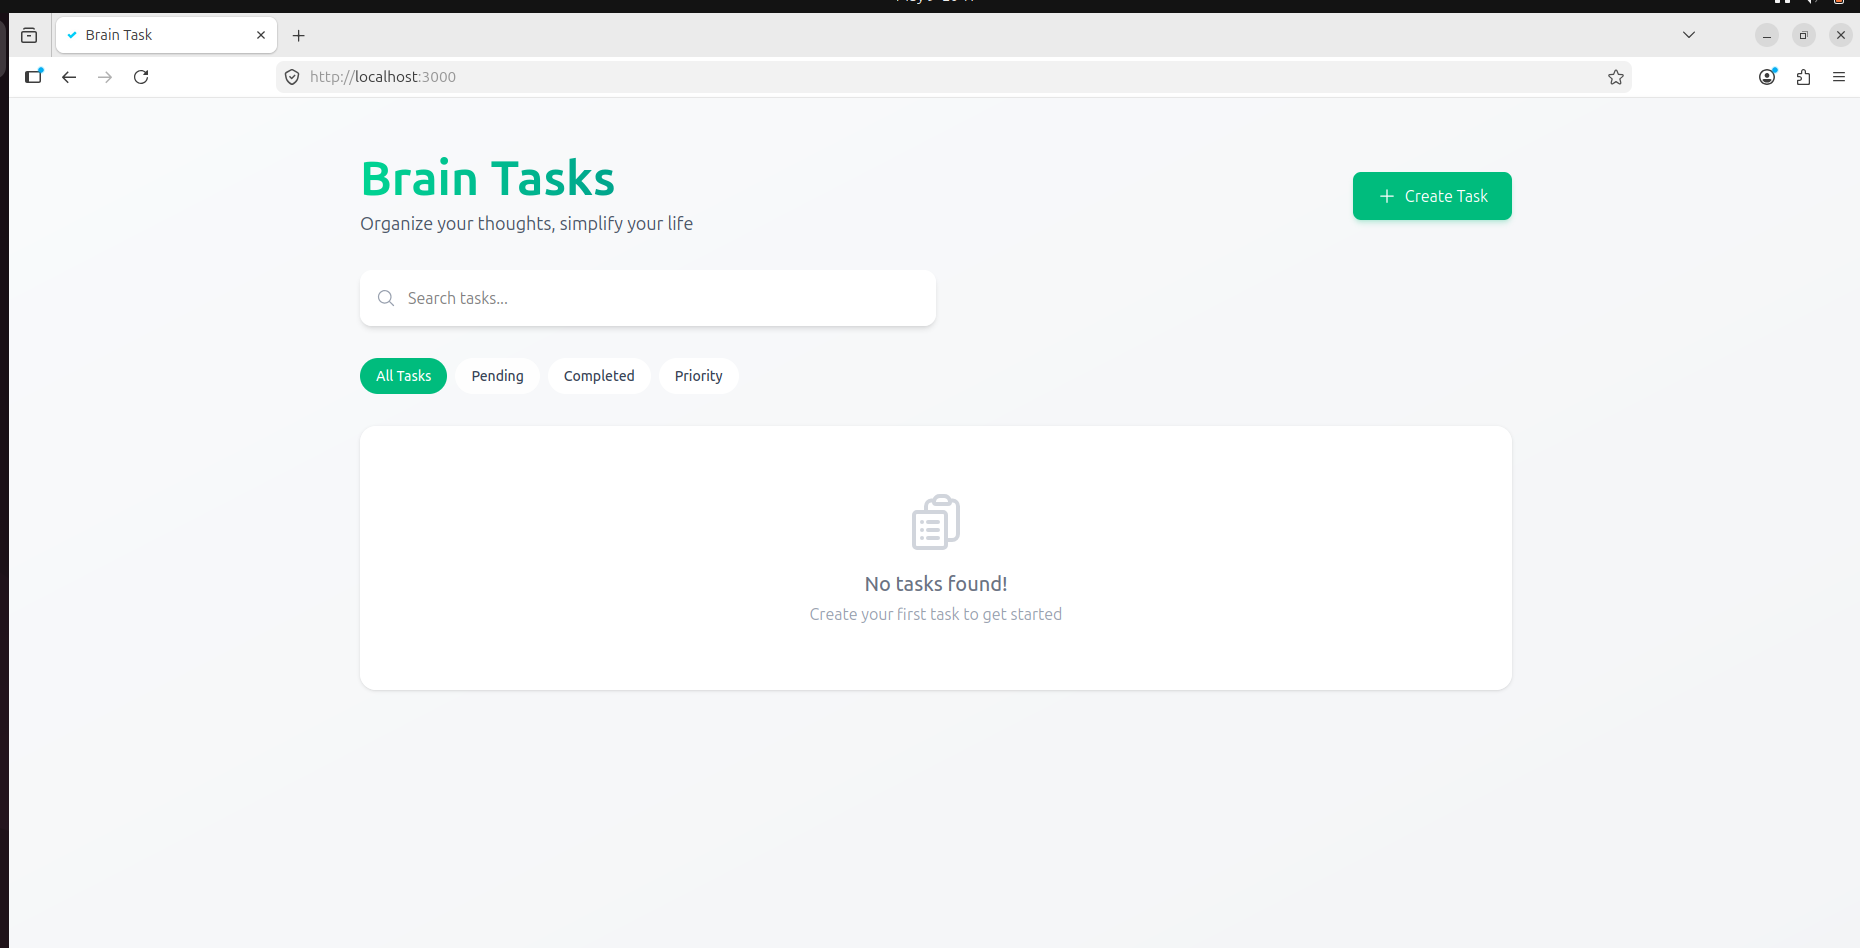 Brain Task
http://localhost:3000
Brain Tasks
Organize your thoughts, simplify your life
Create Task
Search tasks...
All Tasks
Pending
Completed
Priority
No tasks found!
Create your first task to get started